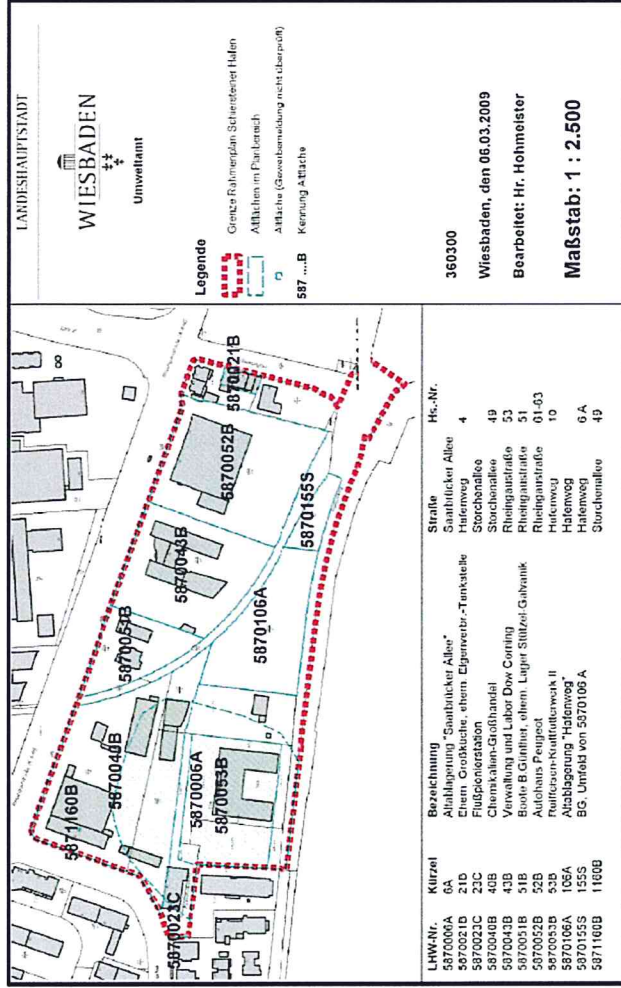 LANDESHAUPTSTADT
WIESBADEN
Umweltamt
Legende
Grenze Rahmenplan Schiersteiner Hafen
Altflächen im Planbereich
Altfläche (Gewerbemeldung nicht überprüft)
587 ....B Kennung Altfläche
360300
Wiesbaden, den 06.03.2009
Bearbeitet: Hr. Hohmeister
Maßstab: 1 : 2.500
5871160B
5870040B
5870051B
5870043B
5870052B
5870021B
5870023C
5870006A
5870053B
5870106A
5870155S
LHW-Nr. Kürzel Bezeichnung Straße Hs.-Nr.
5870006A 6A Altablagerung "Saarbrücker Allee" Saarbrücker Allee
5870021B 21B Ehem. Großküche, ehem. Eigenverbr.-Tankstelle Hafenweg 4
5870023C 23C Flußpionierstation Storchenallee
5870040B 40B Chemikalien-Großhandel Storchenallee 49
5870043B 43B Verwaltung und Labor Dow Corning Rheingaustraße 53
5870051B 51B Boote B.Günther, ehem. Lager Stützel-Galvanik Rheingaustraße 51
5870052B 52B Autohaus Peugeot Rheingaustraße 61-63
5870053B 53B Raiffeisen-Kraftfutterwerk II Hafenweg 10
5870106A 106A Altablagerung "Hafenweg" Hafenweg
5870155S 155S BG, Umfeld von 5870106 A Hafenweg 6 A
5871160B 1160B Storchenallee 49